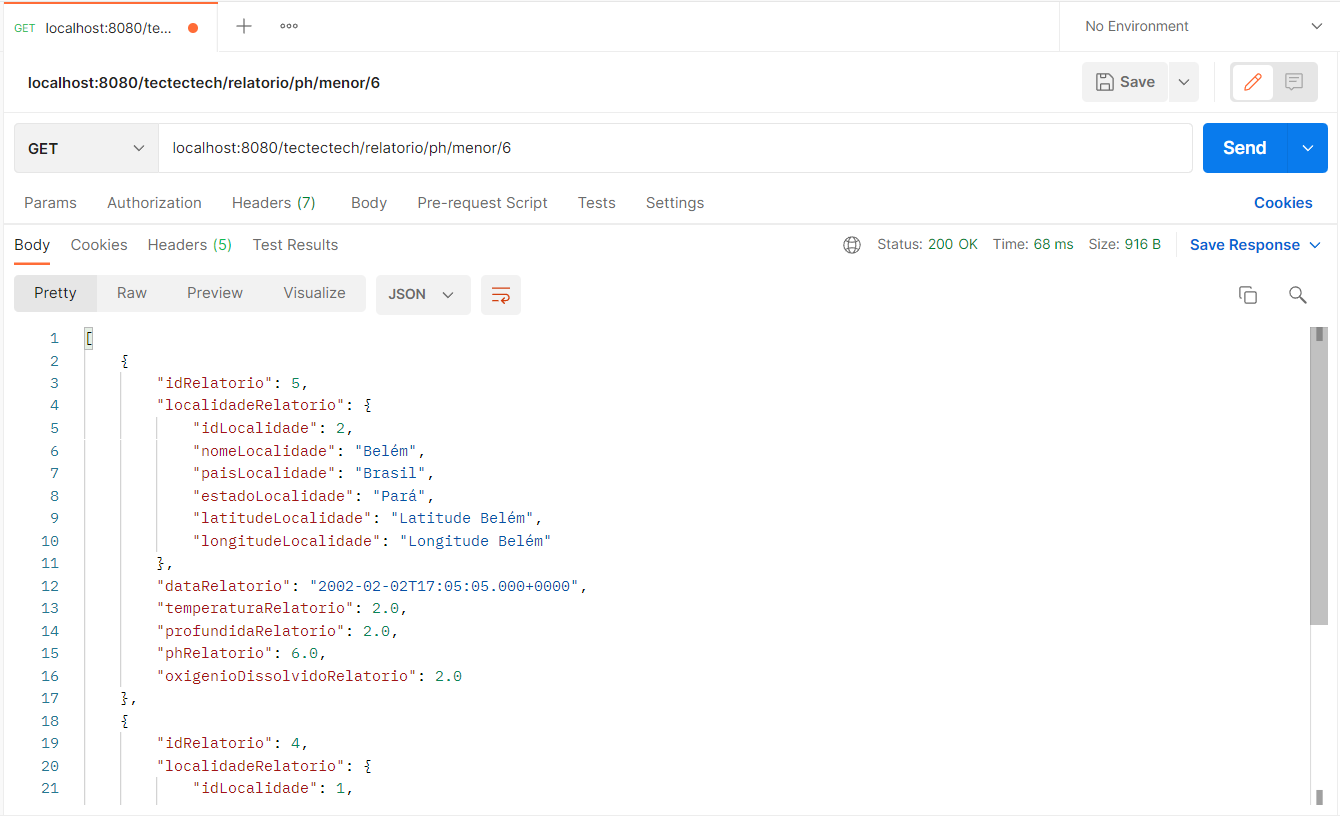 GET localhost:8080/te... No Environment
localhost:8080/tectectech/relatorio/ph/menor/6 Save
GET localhost:8080/tectectech/relatorio/ph/menor/6 Send
Params Authorization Headers (7) Body Pre-request Script Tests Settings Cookies
Body Cookies Headers (5) Test Results Status: 200 OK Time: 68 ms Size: 916 B Save Response
Pretty Raw Preview Visualize JSON
1 [
2 {
3 "idRelatorio": 5,
4 "localidadeRelatorio": {
5 "idLocalidade": 2,
6 "nomeLocalidade": "Belém",
7 "paisLocalidade": "Brasil",
8 "estadoLocalidade": "Pará",
9 "latitudeLocalidade": "Latitude Belém",
10 "longitudeLocalidade": "Longitude Belém"
11 },
12 "dataRelatorio": "2002-02-02T17:05:05.000+0000",
13 "temperaturaRelatorio": 2.0,
14 "profundidaRelatorio": 2.0,
15 "phRelatorio": 6.0,
16 "oxigenioDissolvidoRelatorio": 2.0
17 },
18 {
19 "idRelatorio": 4,
20 "localidadeRelatorio": {
21 "idLocalidade": 1,